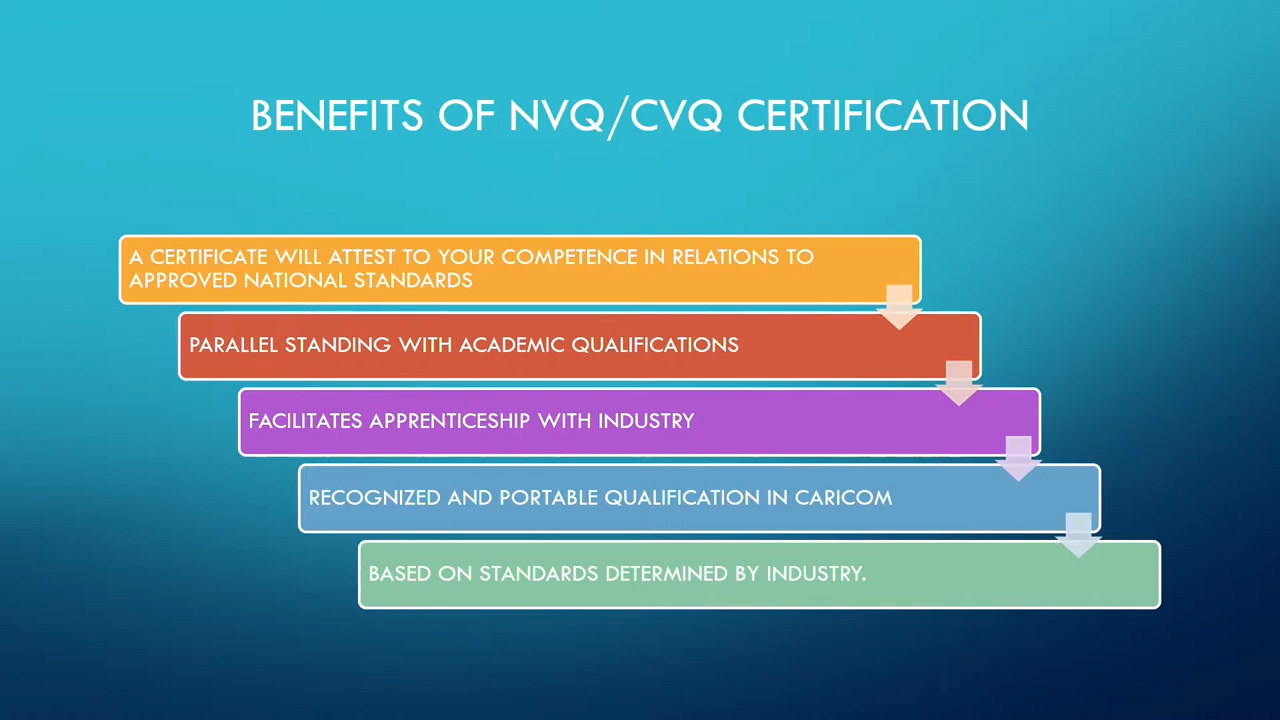 BENEFITS OF NVQ/CVQ CERTIFICATION
A CERTIFICATE WILL ATTEST TO YOUR COMPETENCE IN RELATIONS TO
APPROVED NATIONAL STANDARDS
PARALLEL STANDING WITH ACADEMIC QUALIFICATIONS
FACILITATES APPRENTICESHIP WITH INDUSTRY
RECOGNIZED AND PORTABLE QUALIFICATION IN CARICOM
BASED ON STANDARDS DETERMINED BY INDUSTRY.